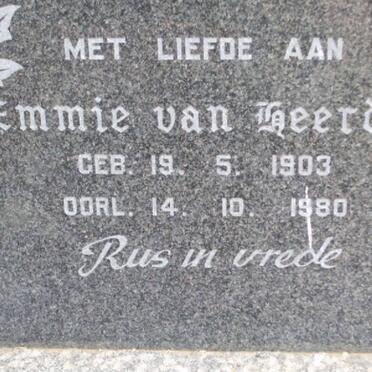 MET LIEFDE AAN
Emmie van Heerd
GEB. 19. 5. 1903
OORL. 14. 10. 1980
Rus in vrede